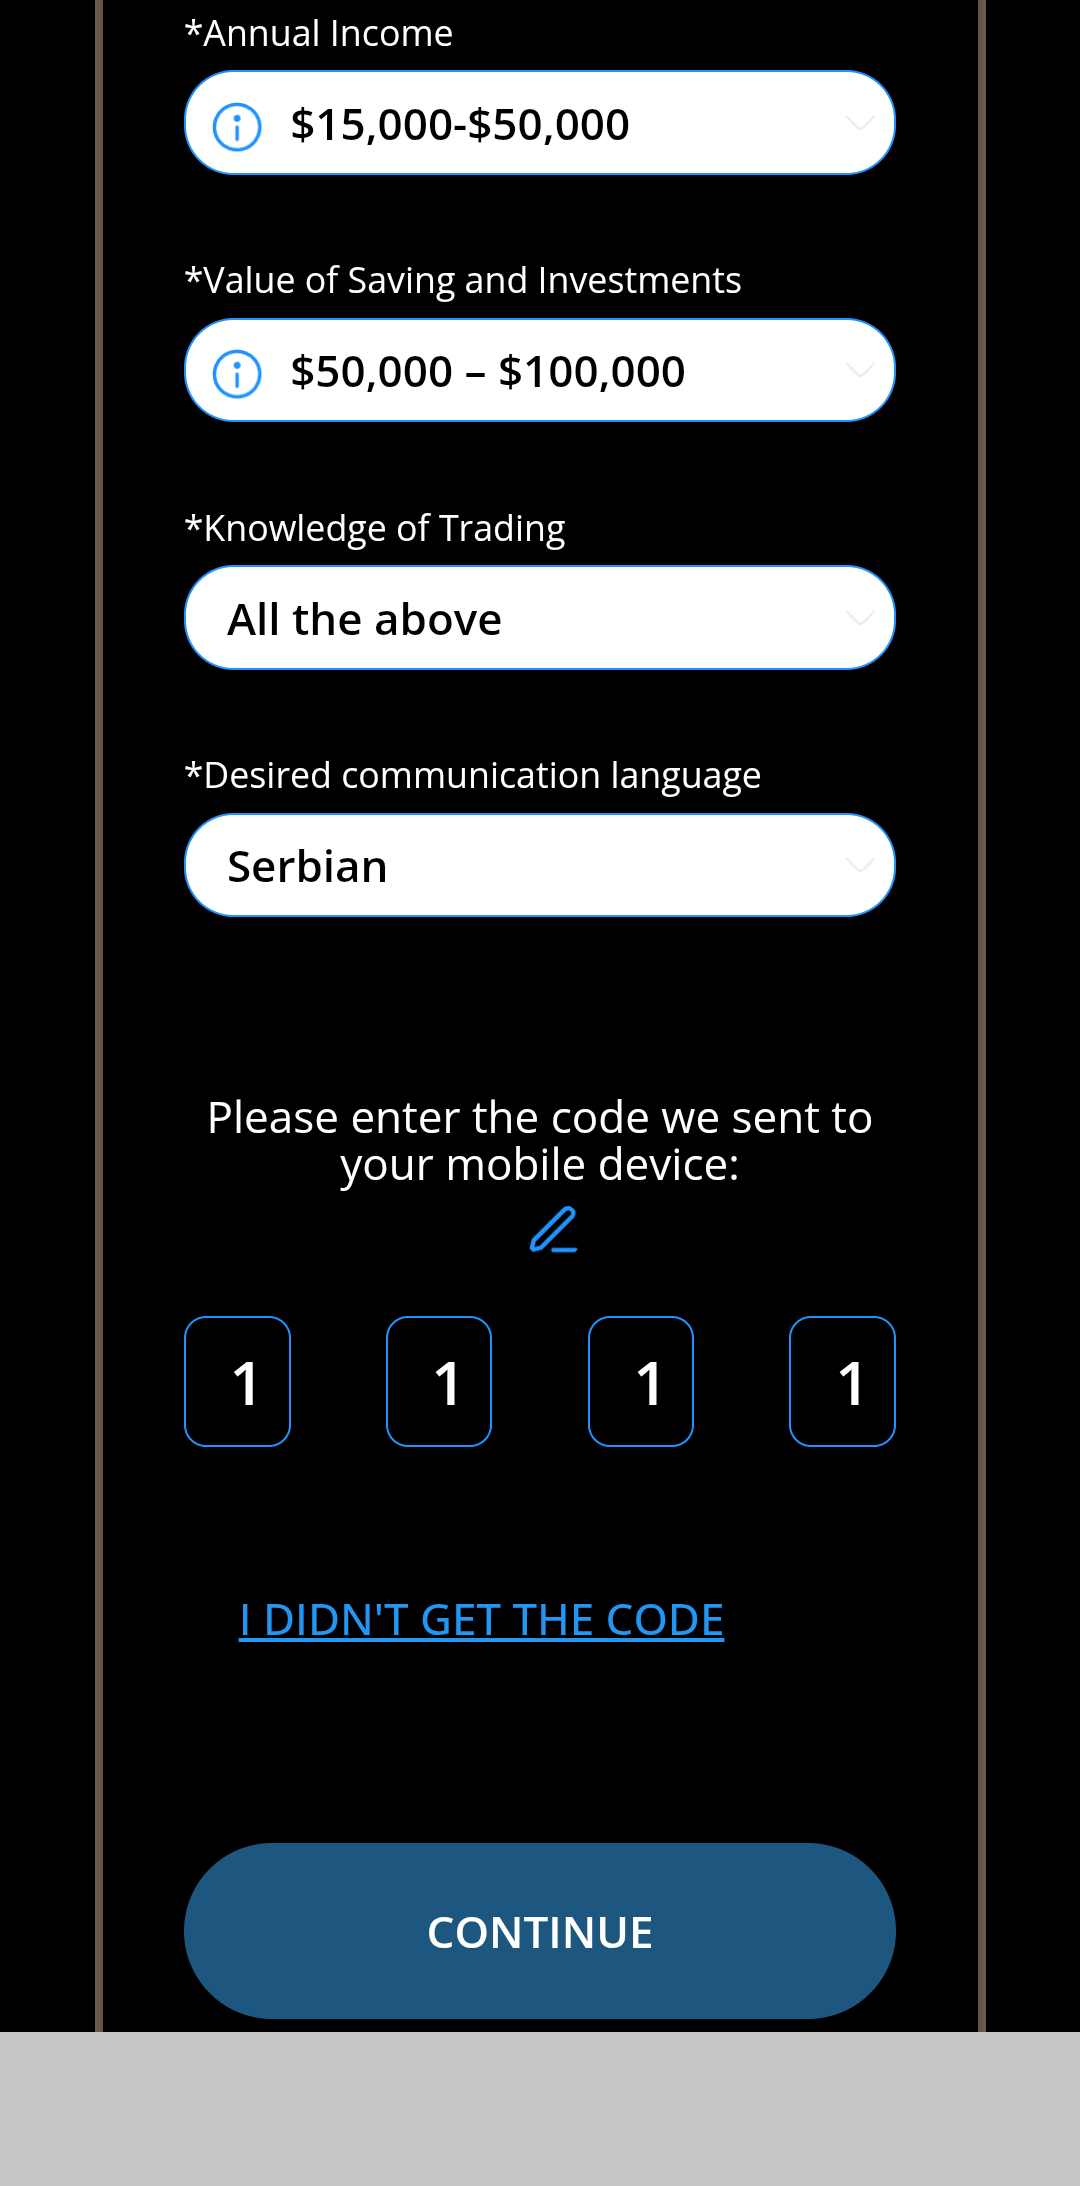 *Annual Income
$15,000-$50,000
*Value of Saving and Investments
$50,000 – $100,000
*Knowledge of Trading
All the above
*Desired communication language
Serbian
Please enter the code we sent to
your mobile device:
1 1 1 1
I DIDN'T GET THE CODE
CONTINUE